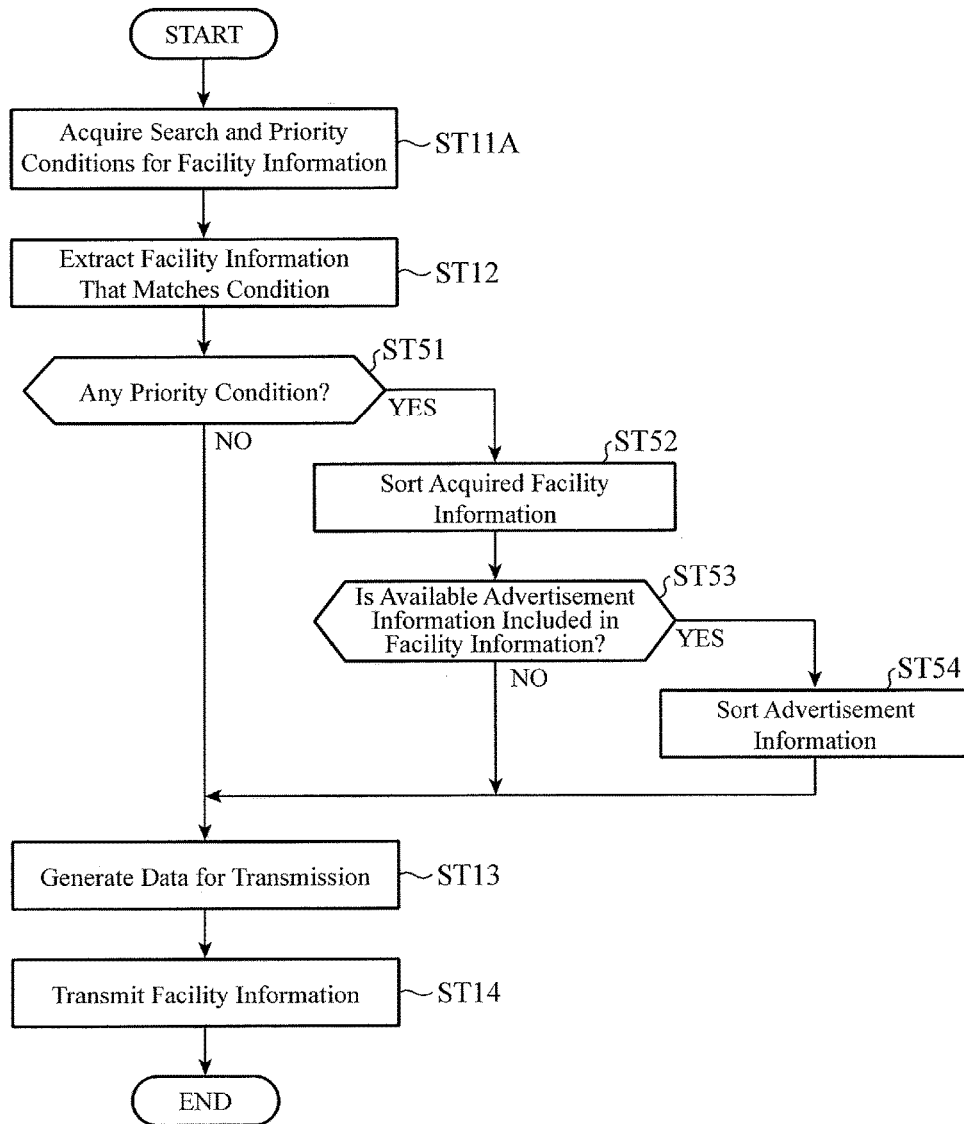 START
Acquire Search and Priority
Conditions for Facility Information
ST11A
Extract Facility Information
That Matches Condition
ST12
ST51
Any Priority Condition?
YES
NO
ST52
Sort Acquired Facility
Information
ST53
Is Available Advertisement
Information Included in
Facility Information?
YES
NO
ST54
Sort Advertisement
Information
Generate Data for Transmission
ST13
Transmit Facility Information
ST14
END